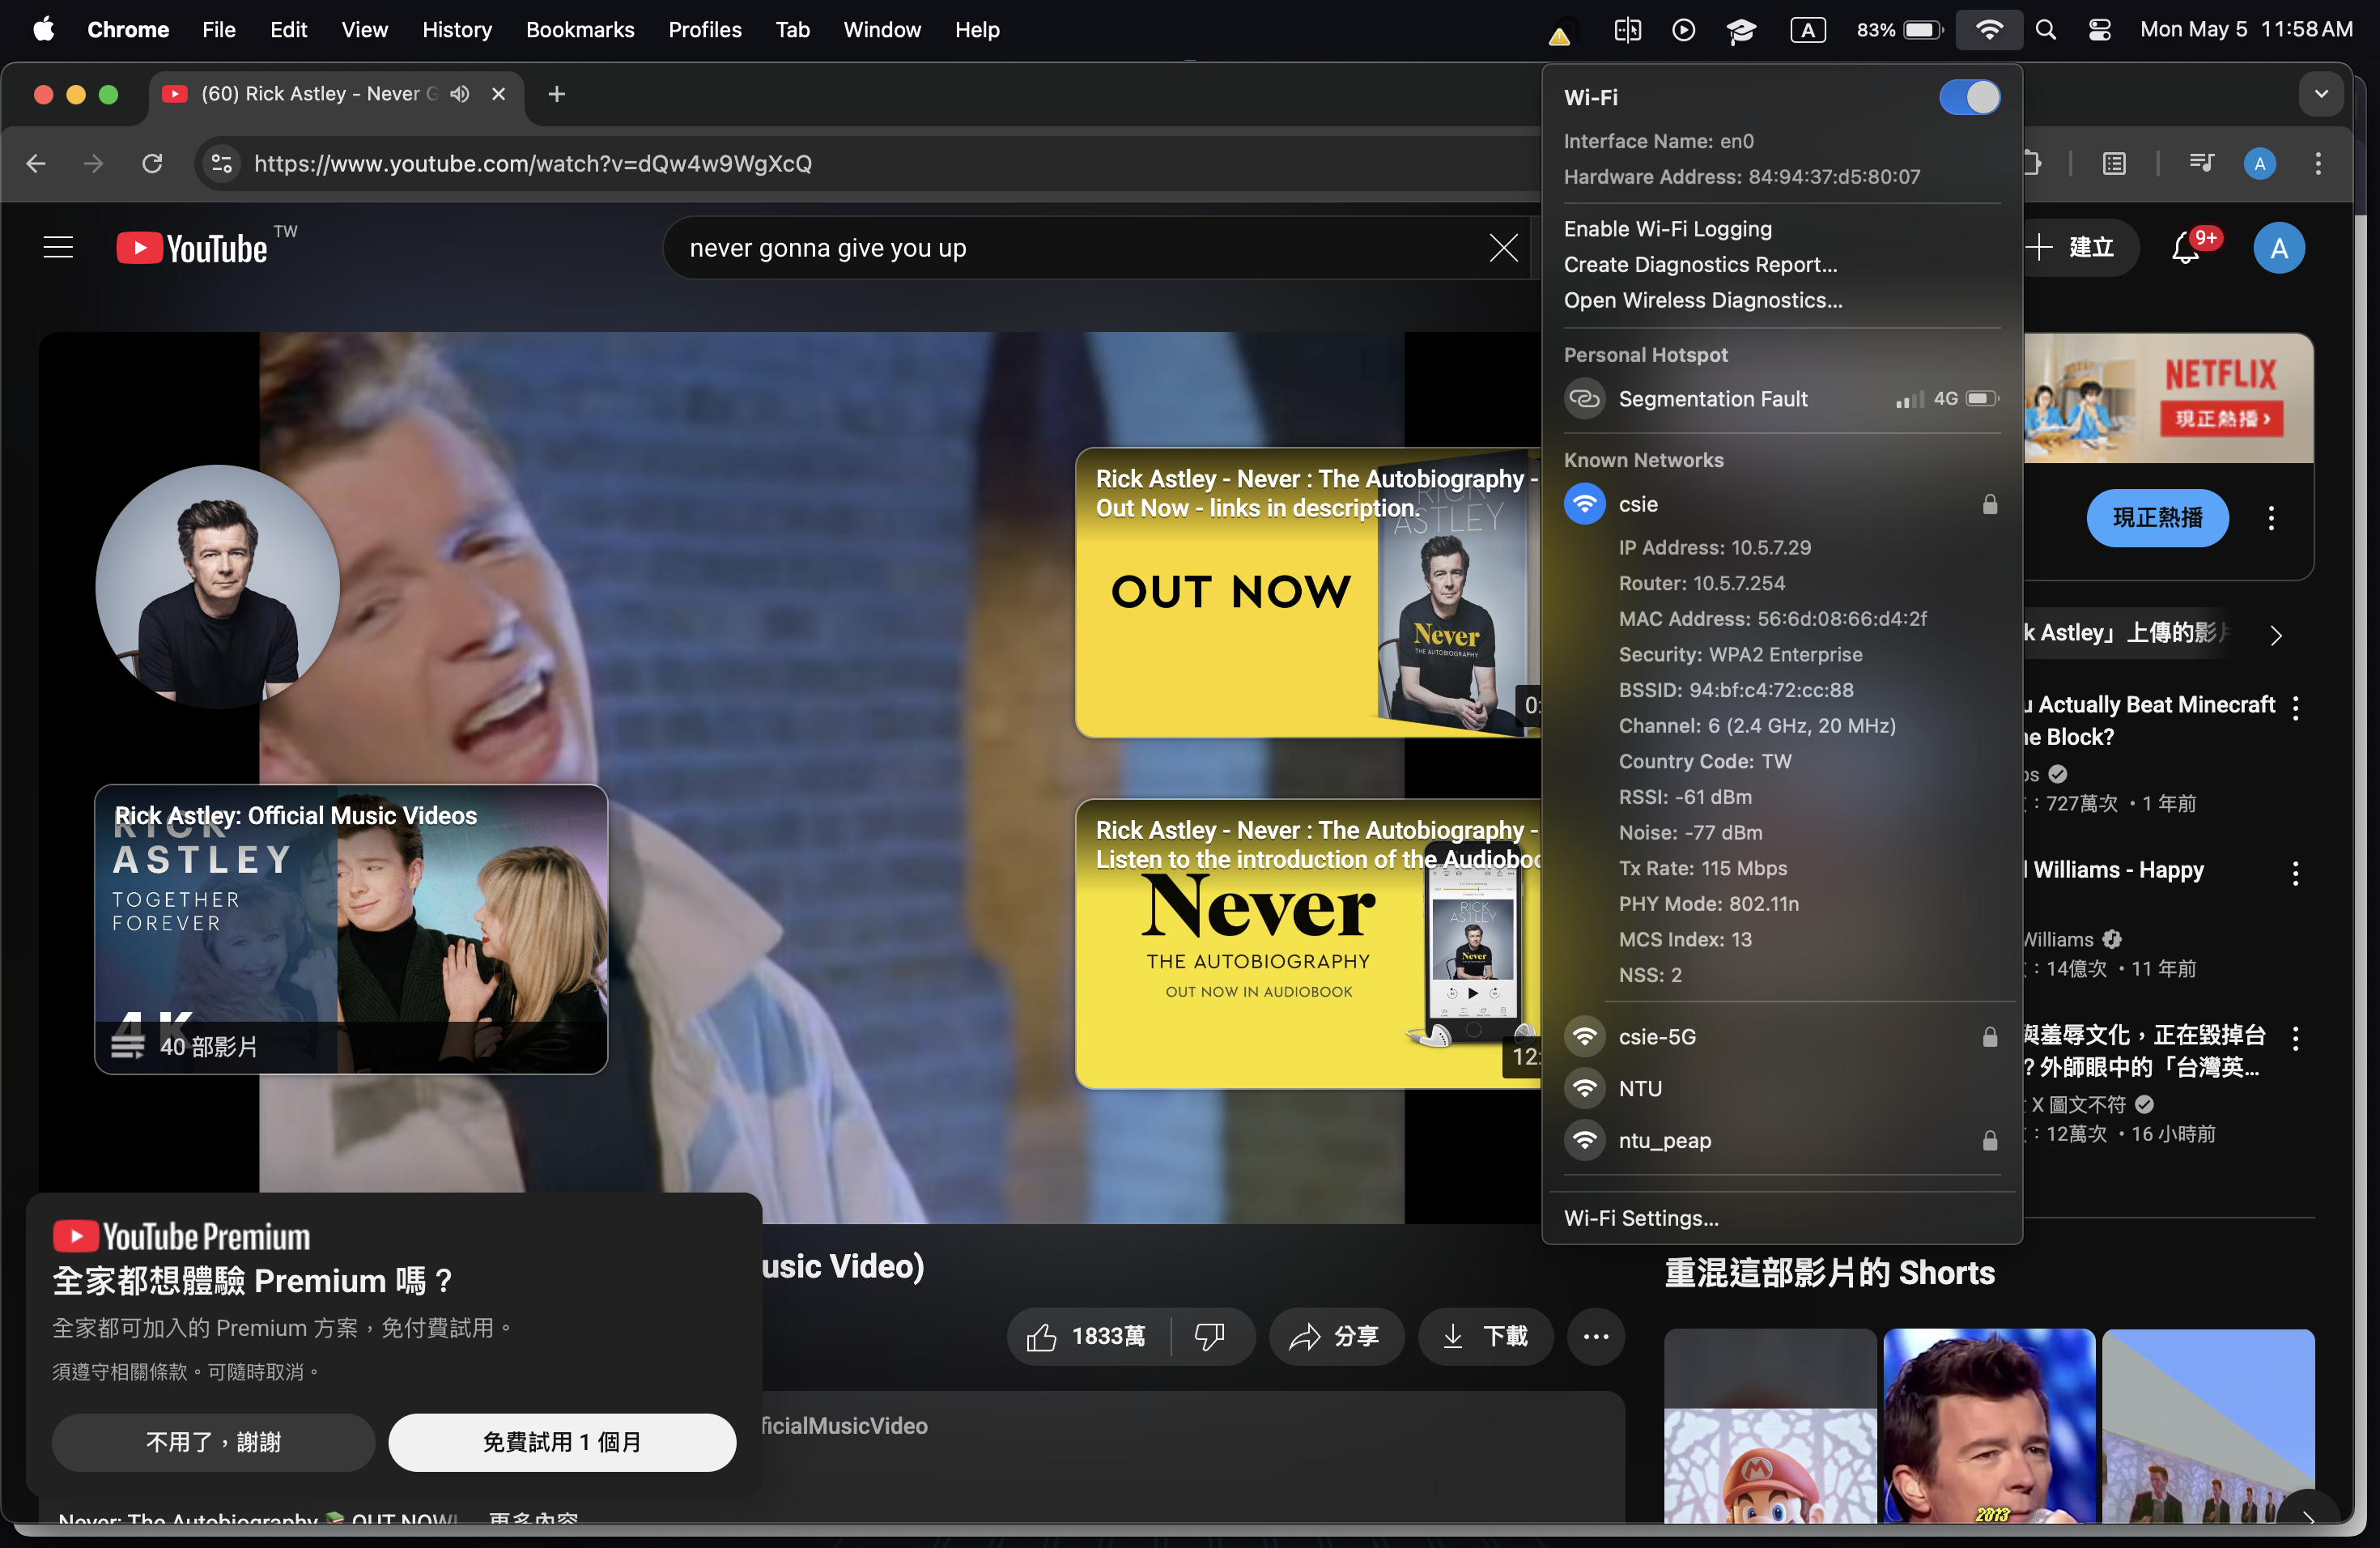 Chrome File Edit View History Bookmarks Profiles Tab Window Help
A 83% Mon May 5 11:58 AM
(60) Rick Astley - Never G
https://www.youtube.com/watch?v=dQw4w9WgXcQ
A
YouTube TW
never gonna give you up
建立
9+
A
Rick Astley - Never : The Autobiography -
Out Now - links in description.
ASTLEY
OUT NOW
Never
THE AUTOBIOGRAPHY
0:
Rick Astley: Official Music Videos
RICK
ASTLEY
TOGETHER
FOREVER
4K
40 部影片
Rick Astley - Never : The Autobiography -
Listen to the introduction of the Audioboo
Never
THE AUTOBIOGRAPHY
OUT NOW IN AUDIOBOOK
RICK
ASTLEY
Never
12:
YouTube Premium
全家都想體驗 Premium 嗎？
全家都可加入的 Premium 方案，免付費試用。
須遵守相關條款。可隨時取消。
不用了，謝謝
免費試用 1 個月
usic Video)
1833萬
分享
下載
ficialMusicVideo
Never: The Autobiography 📚 OUT NOW! 更多內容
Wi-Fi
Interface Name: en0
Hardware Address: 84:94:37:d5:80:07
Enable Wi-Fi Logging
Create Diagnostics Report...
Open Wireless Diagnostics...
Personal Hotspot
Segmentation Fault 4G
Known Networks
csie
IP Address: 10.5.7.29
Router: 10.5.7.254
MAC Address: 56:6d:08:66:d4:2f
Security: WPA2 Enterprise
BSSID: 94:bf:c4:72:cc:88
Channel: 6 (2.4 GHz, 20 MHz)
Country Code: TW
RSSI: -61 dBm
Noise: -77 dBm
Tx Rate: 115 Mbps
PHY Mode: 802.11n
MCS Index: 13
NSS: 2
csie-5G
NTU
ntu_peap
Wi-Fi Settings...
NETFLIX
現正熱播
現正熱播
k Astley」上傳的影片
u Actually Beat Minecraft
ne Block?
os
：727萬次 ・1 年前
l Williams - Happy
Williams
：14億次 ・11 年前
與羞辱文化，正在毀掉台
？外師眼中的「台灣英...
X 圖文不符
：12萬次 ・16 小時前
重混這部影片的 Shorts
M
2013